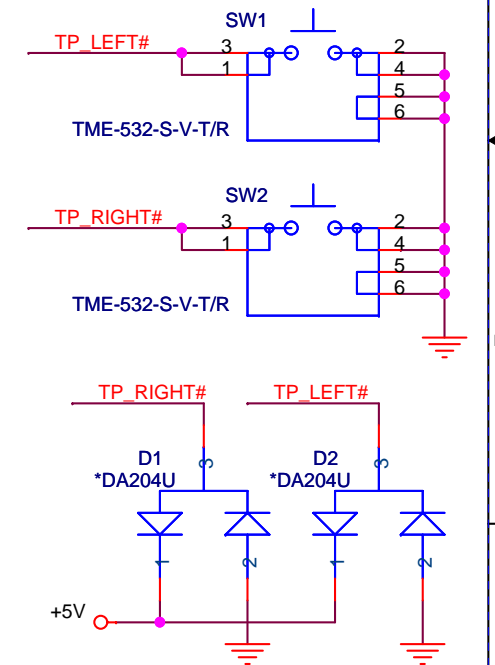 SW1
TP_LEFT#
3
2
1
4
5
6
TME-532-S-V-T/R
SW2
TP_RIGHT#
3
2
1
4
5
6
TME-532-S-V-T/R
TP_RIGHT#
TP_LEFT#
D1
*DA204U
3
1
2
D2
*DA204U
3
1
2
+5V